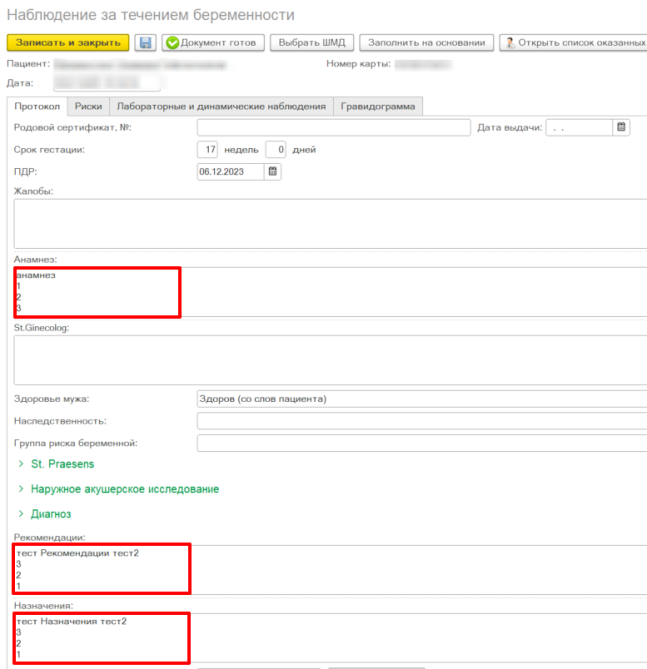 Наблюдение за течением беременности
Записать и закрыть Документ готов Выбрать ШМД Заполнить на основании Открыть список оказанных
Пациент: Номер карты:
Дата:
Протокол Риски Лабораторные и динамические наблюдения Гравидограмма
Родовой сертификат, №: Дата выдачи: . .
Срок гестации: 17 недель 0 дней
ПДР: 06.12.2023
Жалобы:
Анамнез:
анамнез
1
2
3
St.Ginecolog:
Здоровье мужа: Здоров (со слов пациента)
Наследственность:
Группа риска беременной:
> St. Praesens
> Наружное акушерское исследование
> Диагноз
Рекомендации:
тест Рекомендации тест2
3
2
1
Назначения:
тест Назначения тест2
3
2
1